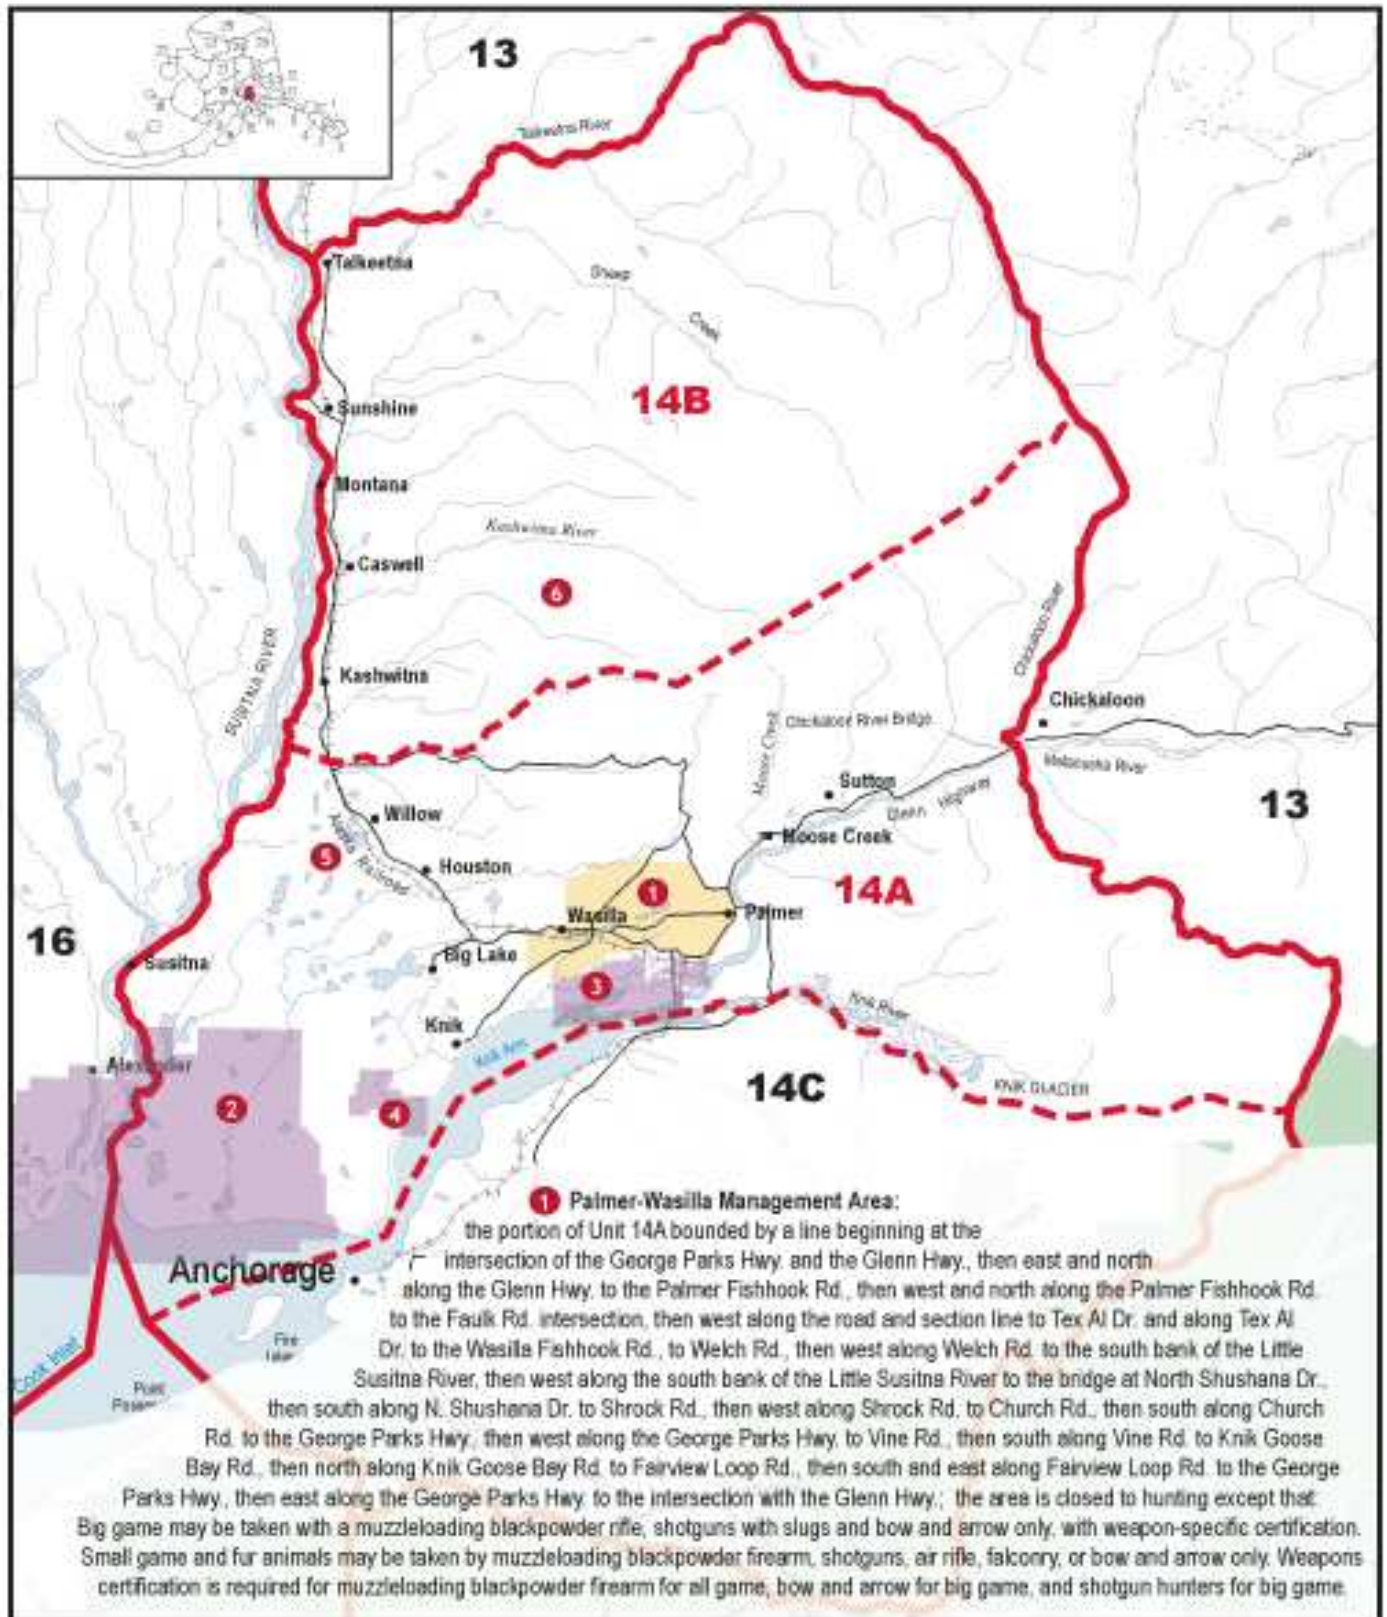 13
Talkeetna River
Talkeetna
Sheep
Creek
14B
Sunshine
Montana
Kashwitna River
Caswell
6
SUSITNA RIVER
Chickaloon River
Kashwitna
Chickaloon
Chickaloon River Bridge
Moose Creek
Matanuska River
Sutton
Glenn Highway
13
Willow
Alaska Railroad
Moose Creek
5
Houston
1
14A
16
Wasilla
Palmer
Big Lake
Susitna
3
Knik River
Knik
Knik Arm
Alexander
14C
KNIK GLACIER
2
4
1 Palmer-Wasilla Management Area:
the portion of Unit 14A bounded by a line beginning at the
intersection of the George Parks Hwy. and the Glenn Hwy., then east and north
Anchorage
along the Glenn Hwy. to the Palmer Fishhook Rd., then west and north along the Palmer Fishhook Rd.
to the Faulk Rd. intersection, then west along the road and section line to Tex Al Dr. and along Tex Al
Fire
Dr. to the Wasilla Fishhook Rd., to Welch Rd., then west along Welch Rd. to the south bank of the Little
Cook Inlet
Susitna River, then west along the south bank of the Little Susitna River to the bridge at North Shushana Dr.,
Point
then south along N. Shushana Dr. to Shrock Rd., then west along Shrock Rd. to Church Rd., then south along Church
Rd. to the George Parks Hwy., then west along the George Parks Hwy. to Vine Rd., then south along Vine Rd. to Knik Goose
Bay Rd., then north along Knik Goose Bay Rd. to Fairview Loop Rd., then south and east along Fairview Loop Rd. to the George
Parks Hwy., then east along the George Parks Hwy. to the intersection with the Glenn Hwy.; the area is closed to hunting except that:
Big game may be taken with a muzzleloading blackpowder rifle, shotguns with slugs and bow and arrow only, with weapon-specific certification.
Small game and fur animals may be taken by muzzleloading blackpowder firearm, shotguns, air rifle, falconry, or bow and arrow only. Weapons
certification is required for muzzleloading blackpowder firearm for all game, bow and arrow for big game, and shotgun hunters for big game.